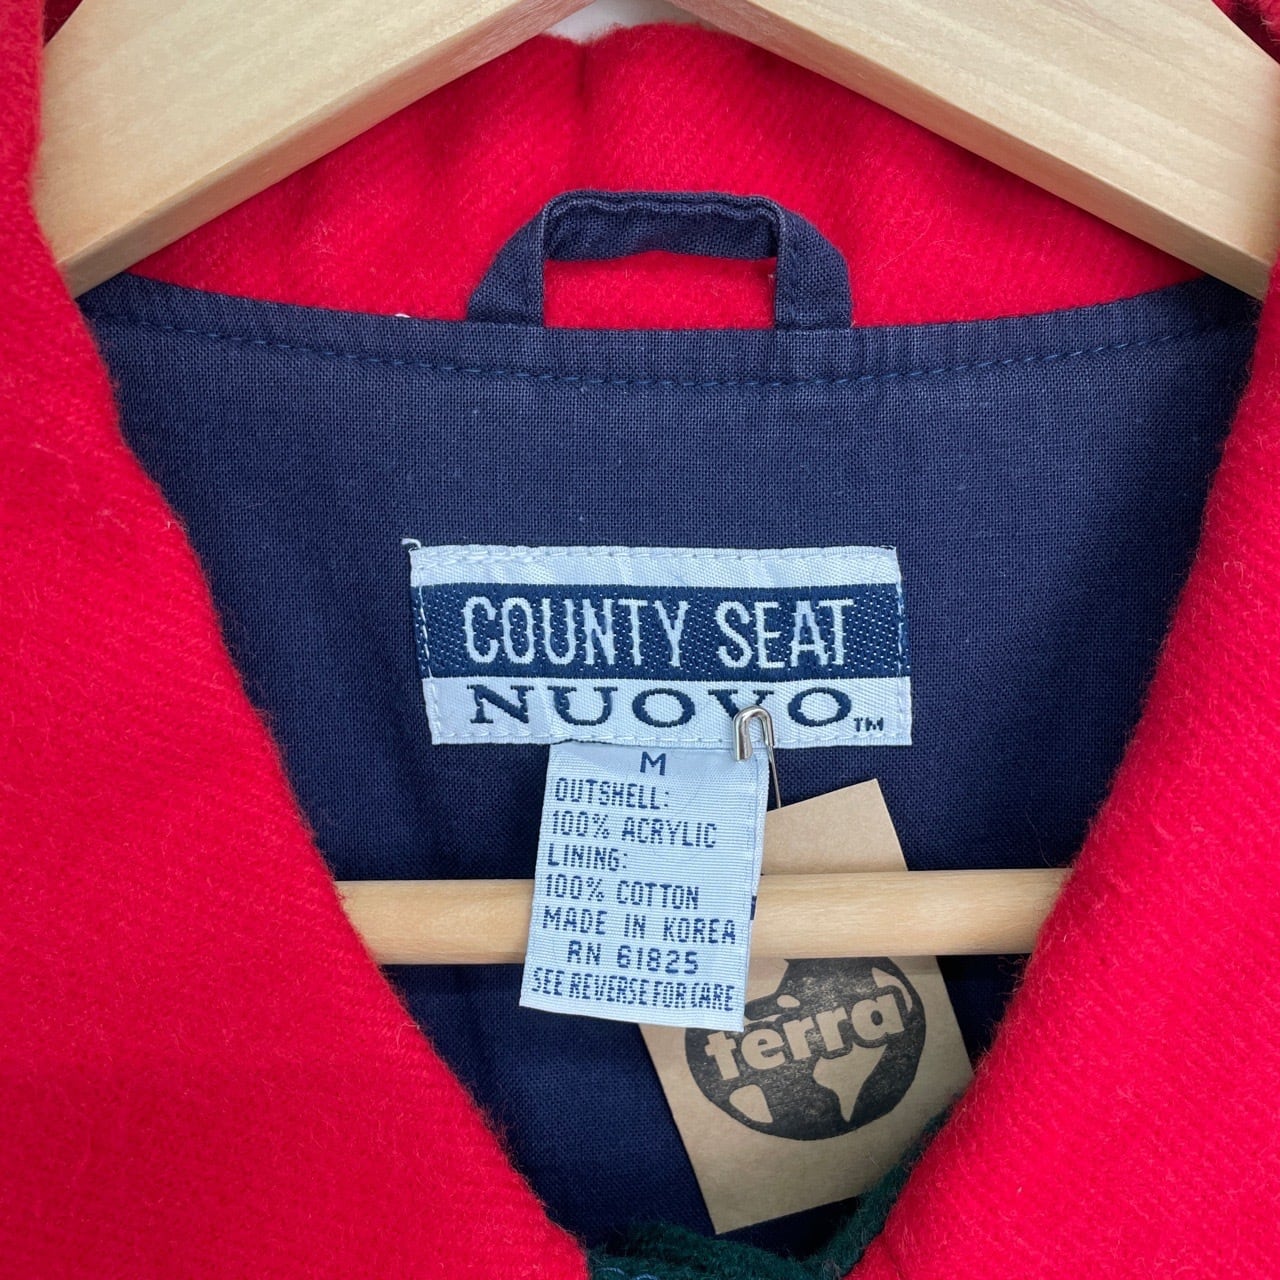 COUNTY SEAT
NUOVO™
M
OUTSHELL:
100% ACRYLIC
LINING:
100% COTTON
MADE IN KOREA
RN 61825
SEE REVERSE FOR CARE
terra